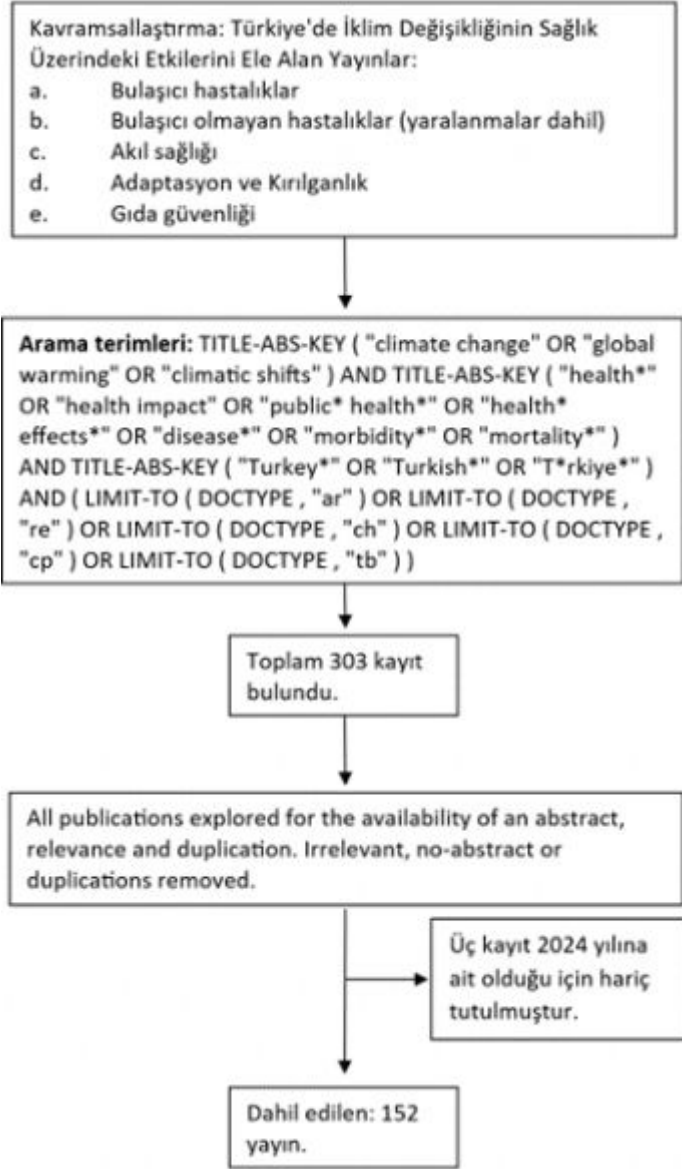 Kavramsallaştırma: Türkiye'de İklim Değişikliğinin Sağlık
Üzerindeki Etkilerini Ele Alan Yayınlar:
a. Bulaşıcı hastalıklar
b. Bulaşıcı olmayan hastalıklar (yaralanmalar dahil)
c. Akıl sağlığı
d. Adaptasyon ve Kırılganlık
e. Gıda güvenliği
Arama terimleri: TITLE-ABS-KEY ( "climate change" OR "global
warming" OR "climatic shifts" ) AND TITLE-ABS-KEY ( "health*"
OR "health impact" OR "public* health*" OR "health*
effects*" OR "disease*" OR "morbidity*" OR "mortality*" )
AND TITLE-ABS-KEY ( "Turkey*" OR "Turkish*" OR "T*rkiye*" )
AND ( LIMIT-TO ( DOCTYPE , "ar" ) OR LIMIT-TO ( DOCTYPE ,
"re" ) OR LIMIT-TO ( DOCTYPE , "ch" ) OR LIMIT-TO ( DOCTYPE ,
"cp" ) OR LIMIT-TO ( DOCTYPE , "tb" ) )
Toplam 303 kayıt
bulundu.
All publications explored for the availability of an abstract,
relevance and duplication. Irrelevant, no-abstract or
duplications removed.
Üç kayıt 2024 yılına
ait olduğu için hariç
tutulmuştur.
Dahil edilen: 152
yayın.